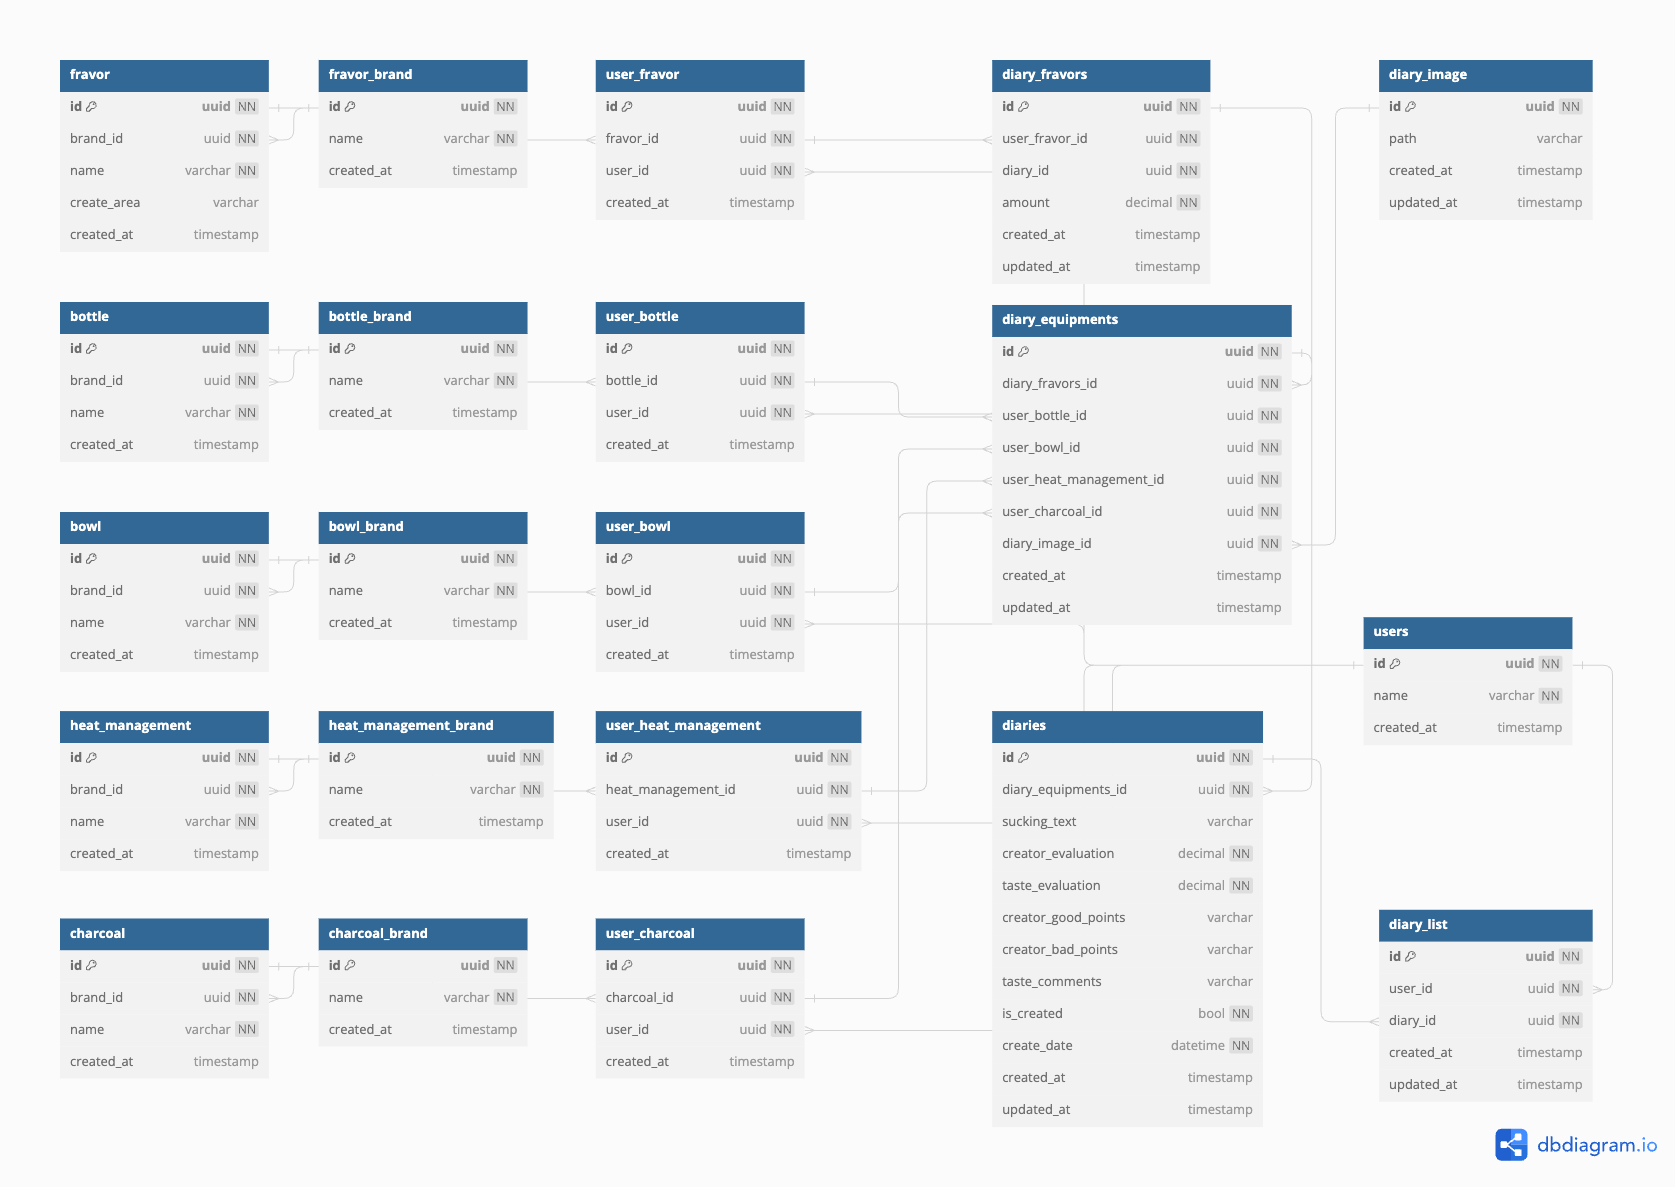 fravor
id uuid NN
brand_id uuid NN
name varchar NN
create_area varchar
created_at timestamp
fravor_brand
id uuid NN
name varchar NN
created_at timestamp
user_fravor
id uuid NN
fravor_id uuid NN
user_id uuid NN
created_at timestamp
diary_fravors
id uuid NN
user_fravor_id uuid NN
diary_id uuid NN
amount decimal NN
created_at timestamp
updated_at timestamp
diary_image
id uuid NN
path varchar
created_at timestamp
updated_at timestamp
bottle
id uuid NN
brand_id uuid NN
name varchar NN
created_at timestamp
bottle_brand
id uuid NN
name varchar NN
created_at timestamp
user_bottle
id uuid NN
bottle_id uuid NN
user_id uuid NN
created_at timestamp
diary_equipments
id uuid NN
diary_fravors_id uuid NN
user_bottle_id uuid NN
user_bowl_id uuid NN
user_heat_management_id uuid NN
user_charcoal_id uuid NN
diary_image_id uuid NN
created_at timestamp
updated_at timestamp
bowl
id uuid NN
brand_id uuid NN
name varchar NN
created_at timestamp
bowl_brand
id uuid NN
name varchar NN
created_at timestamp
user_bowl
id uuid NN
bowl_id uuid NN
user_id uuid NN
created_at timestamp
users
id uuid NN
name varchar NN
created_at timestamp
heat_management
id uuid NN
brand_id uuid NN
name varchar NN
created_at timestamp
heat_management_brand
id uuid NN
name varchar NN
created_at timestamp
user_heat_management
id uuid NN
heat_management_id uuid NN
user_id uuid NN
created_at timestamp
diaries
id uuid NN
diary_equipments_id uuid NN
sucking_text varchar
creator_evaluation decimal NN
taste_evaluation decimal NN
creator_good_points varchar
creator_bad_points varchar
taste_comments varchar
is_created bool NN
create_date datetime NN
created_at timestamp
updated_at timestamp
charcoal
id uuid NN
brand_id uuid NN
name varchar NN
created_at timestamp
charcoal_brand
id uuid NN
name varchar NN
created_at timestamp
user_charcoal
id uuid NN
charcoal_id uuid NN
user_id uuid NN
created_at timestamp
diary_list
id uuid NN
user_id uuid NN
diary_id uuid NN
created_at timestamp
updated_at timestamp
dbdiagram.io